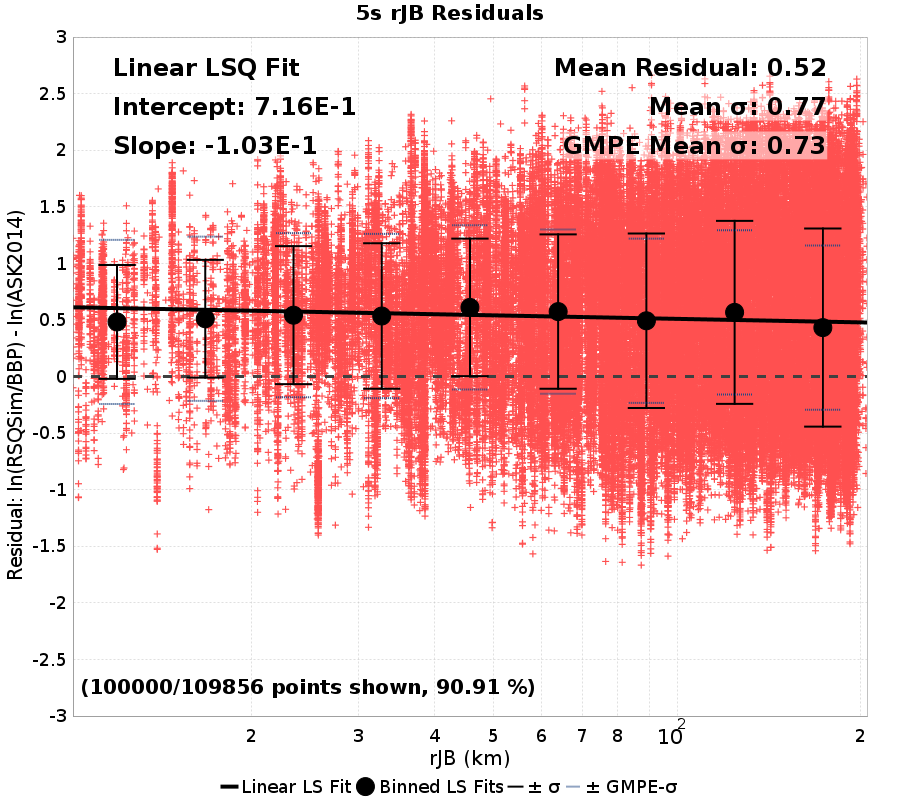 5s rJB Residuals
Linear LSQ Fit
Intercept: 7.16E-1
Slope: -1.03E-1
Mean Residual: 0.52
Mean σ: 0.77
GMPE Mean σ: 0.73
3
2.5
2
1.5
1
0.5
0
-0.5
-1
-1.5
-2
-2.5
-3
Residual: ln(RSQSim/BBP) - ln(ASK2014)
(100000/109856 points shown, 90.91 %)
2 3 4 5 6 7 8 10² 2
rJB (km)
Linear LS Fit Binned LS Fits ± σ ± GMPE-σ